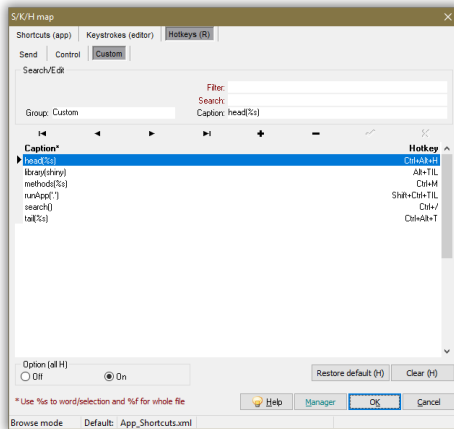 S/K/H map
Shortcuts (app) Keystrokes (editor) Hotkeys (R)
Send Control Custom
Search/Edit
Filter:
Search:
Group: Custom Caption: head(%s)
Caption* Hotkey
head(%s) Ctrl+Alt+H
library(shiny) Alt+TIL
methods(%s) Ctrl+M
runApp('.') Shift+Ctrl+TIL
search() Ctrl+/
tail(%s) Ctrl+Alt+T
Option (all H)
Off On
Restore default (H) Clear (H)
* Use %s to word/selection and %f for whole file
Help Manager OK Cancel
Browse mode Default: App_Shortcuts.xml